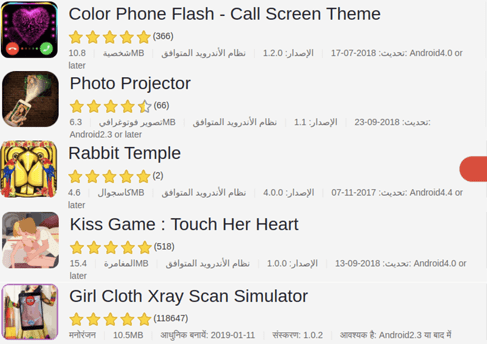 Color Phone Flash - Call Screen Theme
(366)
10.8 شخصيةMB نظام الأندرويد المتوافق الإصدار: 1.2.0 تحديث: 2018-07-17 Android4.0 or
later
Photo Projector
(66)
6.3 تصوير فوتوغرافيMB نظام الأندرويد المتوافق الإصدار: 1.1 تحديث: 2018-09-23
Android2.3 or later
Rabbit Temple
(2)
4.6 كاسجوالMB نظام الأندرويد المتوافق الإصدار: 4.0.0 تحديث: 2017-11-07 Android4.4 or
later
Kiss Game : Touch Her Heart
(518)
15.4 المغامرةMB نظام الأندرويد المتوافق الإصدار: 1.0.0 تحديث: 2018-09-13 Android4.0 or
later
Girl Cloth Xray Scan Simulator
(118647)
मनोरंजन 10.5MB आधुनिक बनायें: 2019-01-11 संस्करण: 1.0.2 आवश्यक है: Android2.3 या बाद में